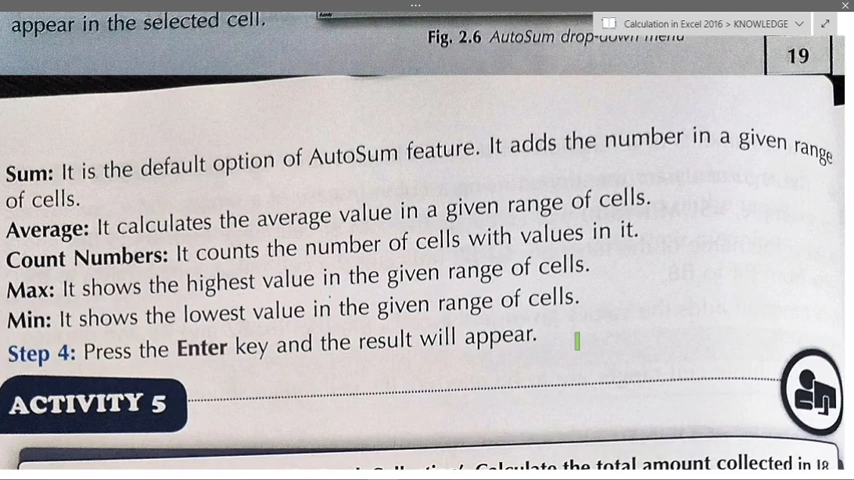 appear in the selected cell.
Calculation in Excel 2016 > KNOWLEDGE
Fig. 2.6 AutoSum drop-down menu
19
Sum: It is the default option of AutoSum feature. It adds the number in a given range
of cells.
Average: It calculates the average value in a given range of cells.
Count Numbers: It counts the number of cells with values in it.
Max: It shows the highest value in the given range of cells.
Min: It shows the lowest value in the given range of cells.
Step 4: Press the Enter key and the result will appear.
ACTIVITY 5
Calculate the total amount collected in 18